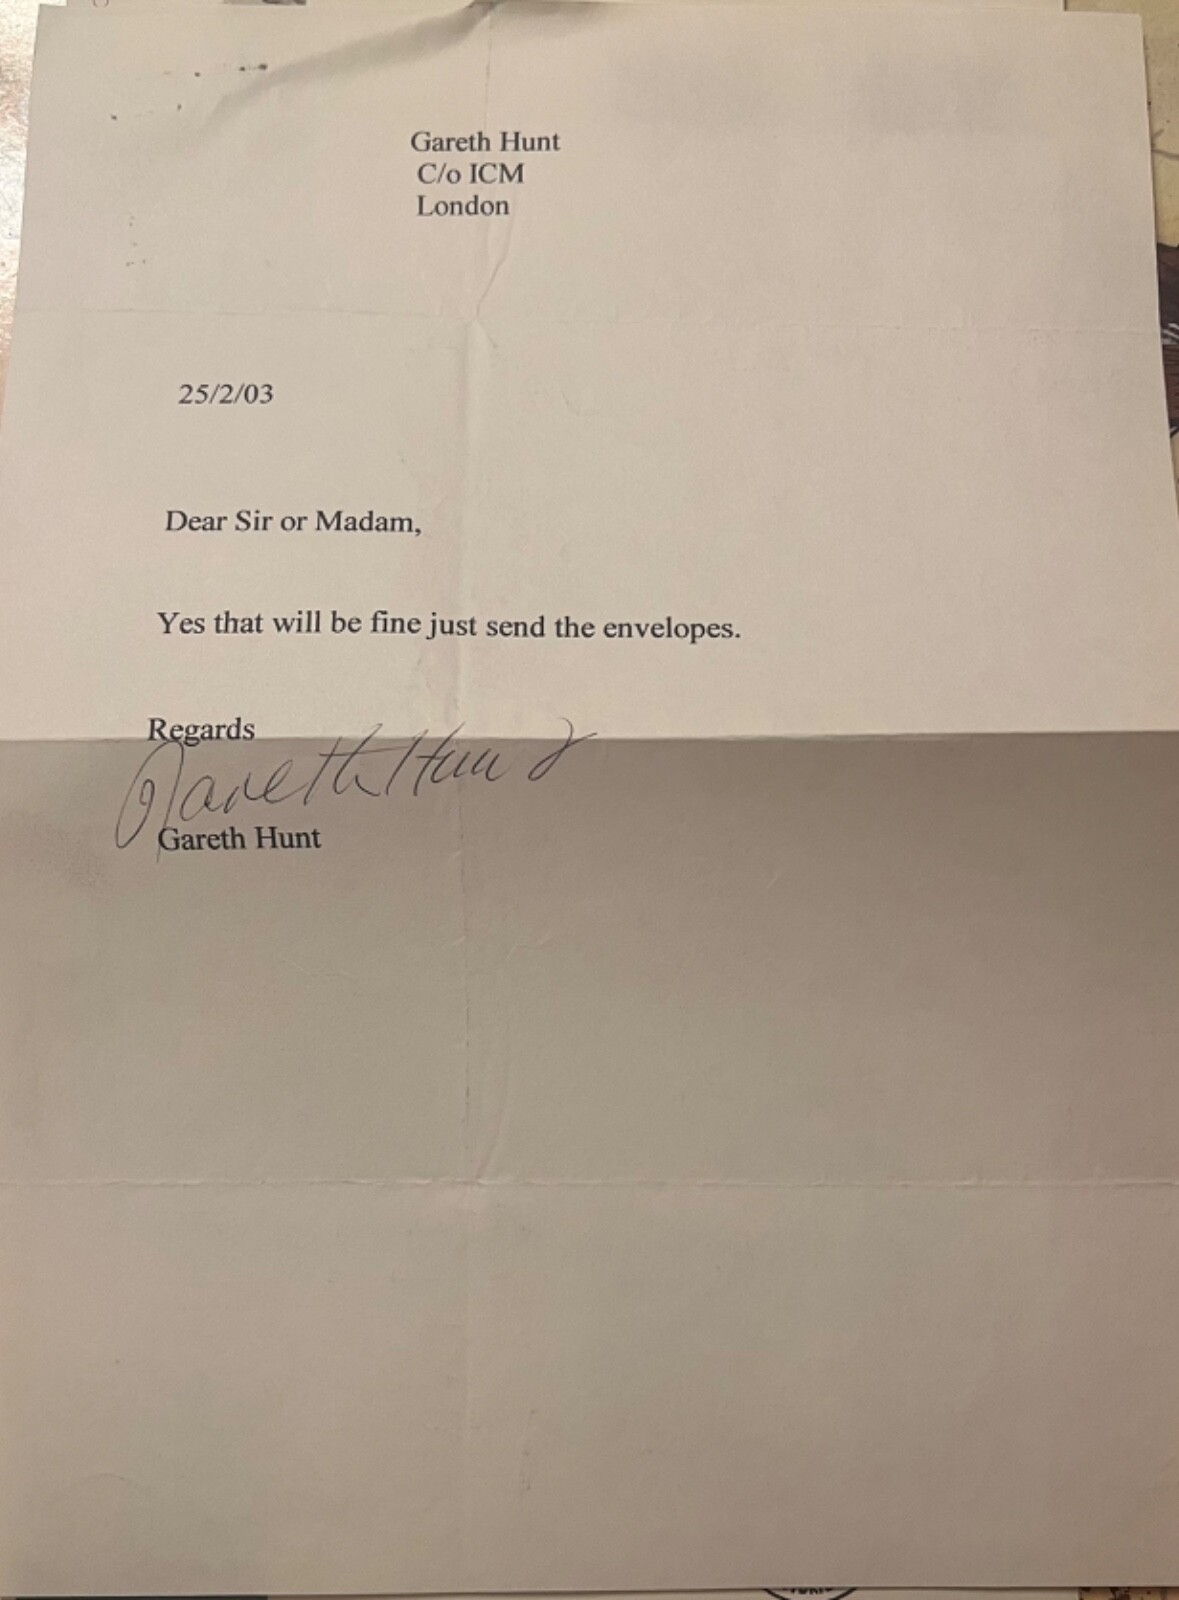 Gareth Hunt
C/o ICM
London
25/2/03
Dear Sir or Madam,
Yes that will be fine just send the envelopes.
Regards
Gareth Hunt
Gareth Hunt